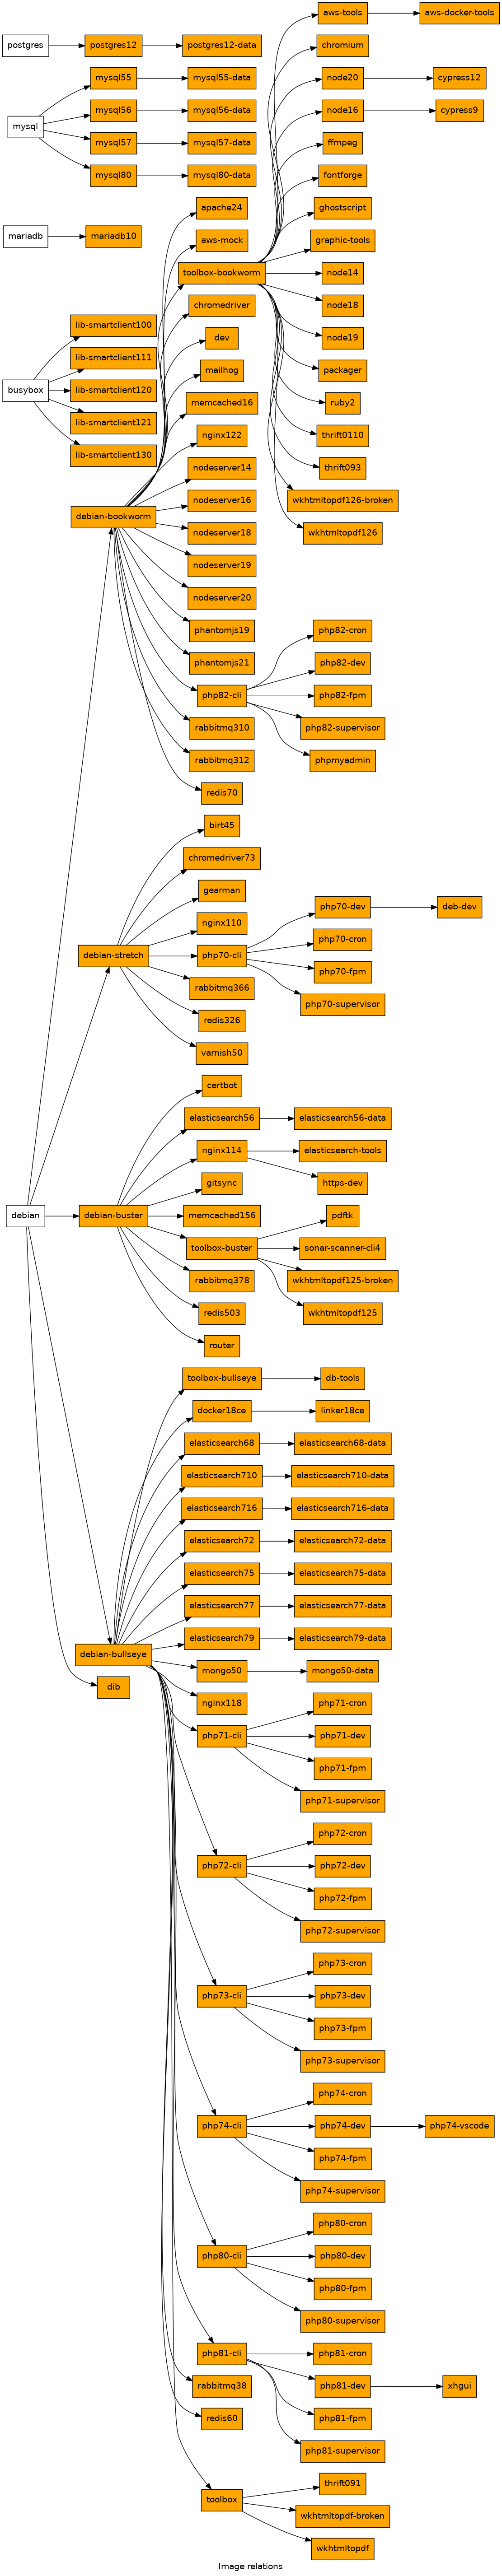 aws-tools
aws-docker-tools
postgres
postgres12
postgres12-data
chromium
mysql55
mysql55-data
node20
cypress12
mysql56
mysql56-data
node16
cypress9
mysql
mysql57
mysql57-data
ffmpeg
mysql80
mysql80-data
fontforge
apache24
ghostscript
mariadb
mariadb10
aws-mock
graphic-tools
toolbox-bookworm
node14
chromedriver
node18
lib-smartclient100
dev
node19
lib-smartclient111
mailhog
packager
busybox
lib-smartclient120
memcached16
ruby2
lib-smartclient121
nginx122
thrift0110
lib-smartclient130
nodeserver14
thrift093
nodeserver16
wkhtmltopdf126-broken
debian-bookworm
nodeserver18
wkhtmltopdf126
nodeserver19
nodeserver20
phantomjs19
php82-cron
phantomjs21
php82-dev
php82-cli
php82-fpm
rabbitmq310
php82-supervisor
rabbitmq312
phpmyadmin
redis70
birt45
chromedriver73
gearman
php70-dev
deb-dev
nginx110
php70-cron
debian-stretch
php70-cli
php70-fpm
rabbitmq366
php70-supervisor
redis326
varnish50
certbot
elasticsearch56
elasticsearch56-data
nginx114
elasticsearch-tools
gitsync
https-dev
debian
debian-buster
memcached156
pdftk
toolbox-buster
sonar-scanner-cli4
rabbitmq378
wkhtmltopdf125-broken
redis503
wkhtmltopdf125
router
toolbox-bullseye
db-tools
docker18ce
linker18ce
elasticsearch68
elasticsearch68-data
elasticsearch710
elasticsearch710-data
elasticsearch716
elasticsearch716-data
elasticsearch72
elasticsearch72-data
elasticsearch75
elasticsearch75-data
elasticsearch77
elasticsearch77-data
elasticsearch79
elasticsearch79-data
debian-bullseye
mongo50
mongo50-data
dib
nginx118
php71-cron
php71-cli
php71-dev
php71-fpm
php71-supervisor
php72-cron
php72-cli
php72-dev
php72-fpm
php72-supervisor
php73-cron
php73-cli
php73-dev
php73-fpm
php73-supervisor
php74-cron
php74-cli
php74-dev
php74-vscode
php74-fpm
php74-supervisor
php80-cron
php80-cli
php80-dev
php80-fpm
php80-supervisor
php81-cli
php81-cron
rabbitmq38
php81-dev
xhgui
redis60
php81-fpm
php81-supervisor
thrift091
toolbox
wkhtmltopdf-broken
wkhtmltopdf
Image relations